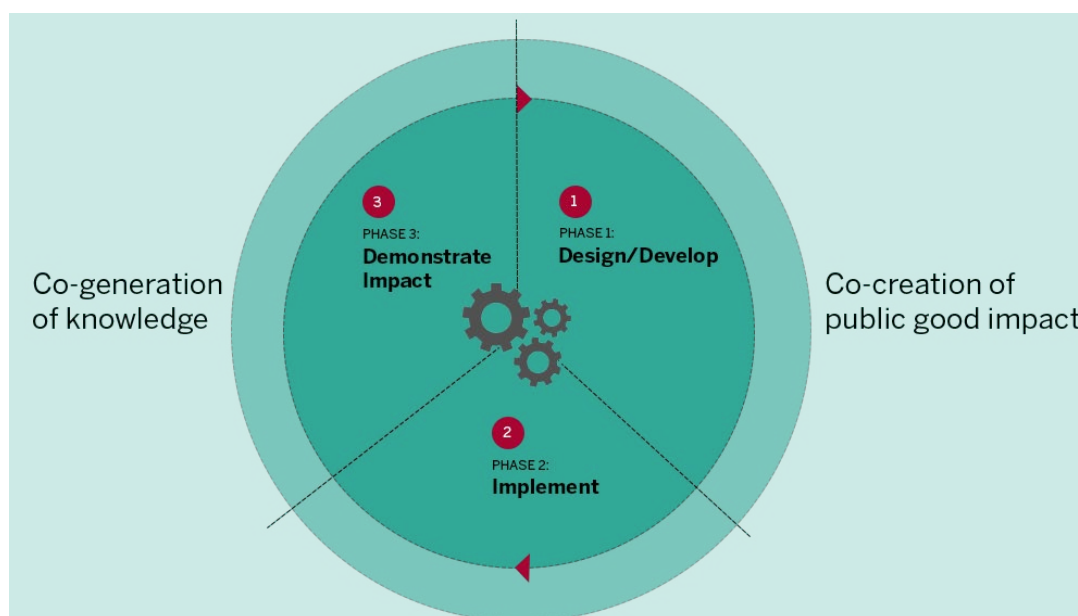 3
PHASE 3:
Demonstrate
Impact
1
PHASE 1:
Design/Develop
Co-generation
of knowledge
Co-creation of
public good impact
2
PHASE 2:
Implement